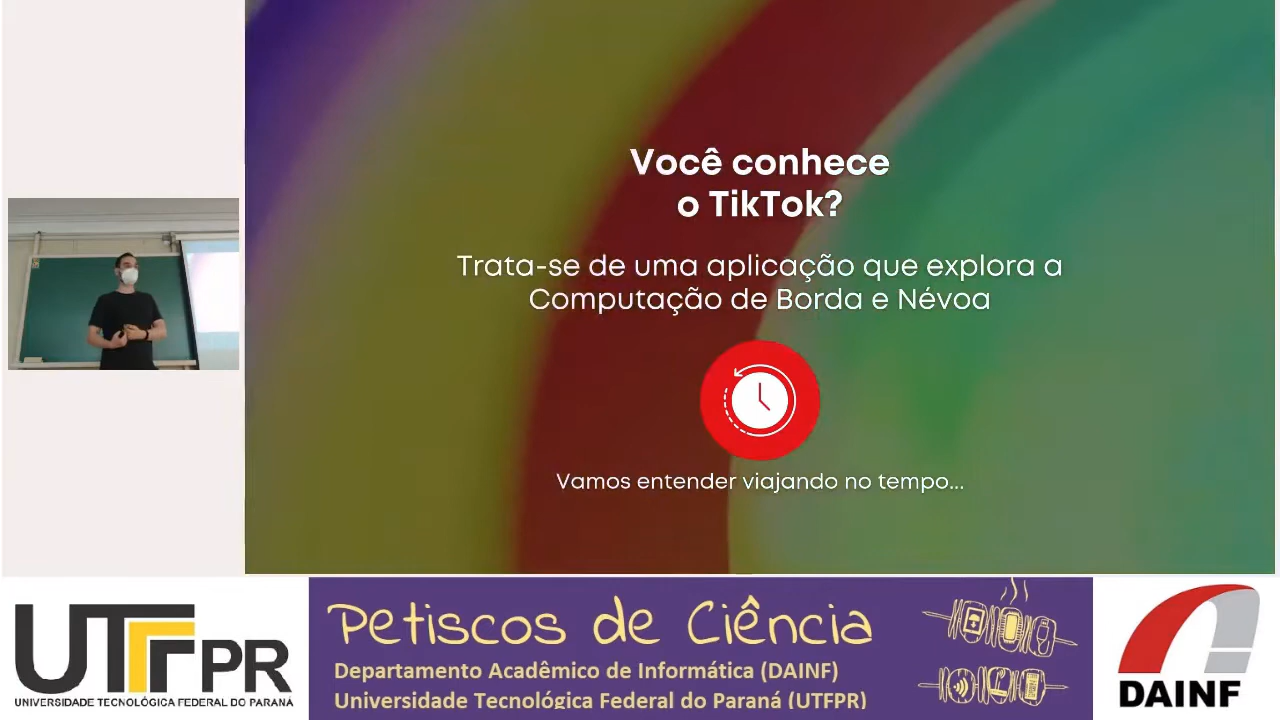 Você conhece
o TikTok?
Trata-se de uma aplicação que explora a
Computação de Borda e Névoa
Vamos entender viajando no tempo...
UTFPR
UNIVERSIDADE TECNOLÓGICA FEDERAL DO PARANÁ
Petiscos de Ciência
Departamento Acadêmico de Informática (DAINF)
Universidade Tecnológica Federal do Paraná (UTFPR)
DAINF